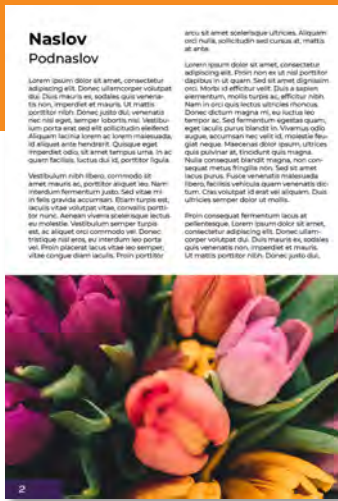 Naslov
Podnaslov
Lorem ipsum dolor sit amet, consectetur
adipiscing elit. Donec ullamcorper volutpat
dui. Duis mauris ex, sodales quis venena-
tis non, imperdiet et mauris. Ut mattis
porttitor nibh. Donec justo dui, venenatis
nec nisl eget, semper lobortis nisl. Vestibu-
lum porta erat sed elit sollicitudin eleifend.
Aliquam lacinia lorem ac lorem malesuada,
id aliquet ante hendrerit. Quisque eget
imperdiet odio, sit amet tempus urna. In ac
quam facilisis, luctus dui id, porttitor ligula.
Vestibulum nibh libero, commodo sit
amet mauris ac, porttitor aliquet leo. Nam
interdum fermentum justo. Sed vitae mi
in felis gravida accumsan. Etiam turpis est,
iaculis vitae volutpat vitae, convallis portti-
tor nunc. Aenean viverra scelerisque lectus
eu molestie. Vestibulum semper turpis
est, ac aliquet orci commodo vel. Donec
tristique nisl eros, eu interdum leo porta
vel. Proin placerat lacus vitae leo semper,
vitae congue diam iaculis. Proin porttitor
arcu sit amet scelerisque ultricies. Aliquam
orci nulla, sollicitudin sed cursus at, mattis
at ante.
Lorem ipsum dolor sit amet, consectetur
adipiscing elit. Proin non ex ut nisl porttitor
dapibus in ut quam. Sed sit amet dignissim
orci. Morbi id efficitur velit. Duis a sapien
elementum, mollis turpis ac, efficitur nibh.
Nam in orci quis lectus ultricies rhoncus.
Donec dictum magna mi, eu luctus leo
tempor ac. Sed fermentum egestas quam,
eget iaculis purus blandit in. Vivamus odio
augue, accumsan nec velit id, molestie feu-
giat neque. Maecenas dolor ipsum, ultrices
quis pulvinar at, tincidunt quis magna.
Nulla consequat blandit magna, non con-
sequat metus fringilla non. Sed sit amet
lacus purus. Fusce venenatis malesuada
libero, facilisis vehicula quam venenatis dic-
tum. Cras volutpat id erat vel aliquam. Duis
ultricies semper dolor ut mollis.
Proin consequat fermentum lacus at
pellentesque. Lorem ipsum dolor sit amet,
consectetur adipiscing elit. Donec ullam-
corper volutpat dui. Duis mauris ex, sodales
quis venenatis non, imperdiet et mauris.
Ut mattis porttitor nibh. Donec justo dui,
2